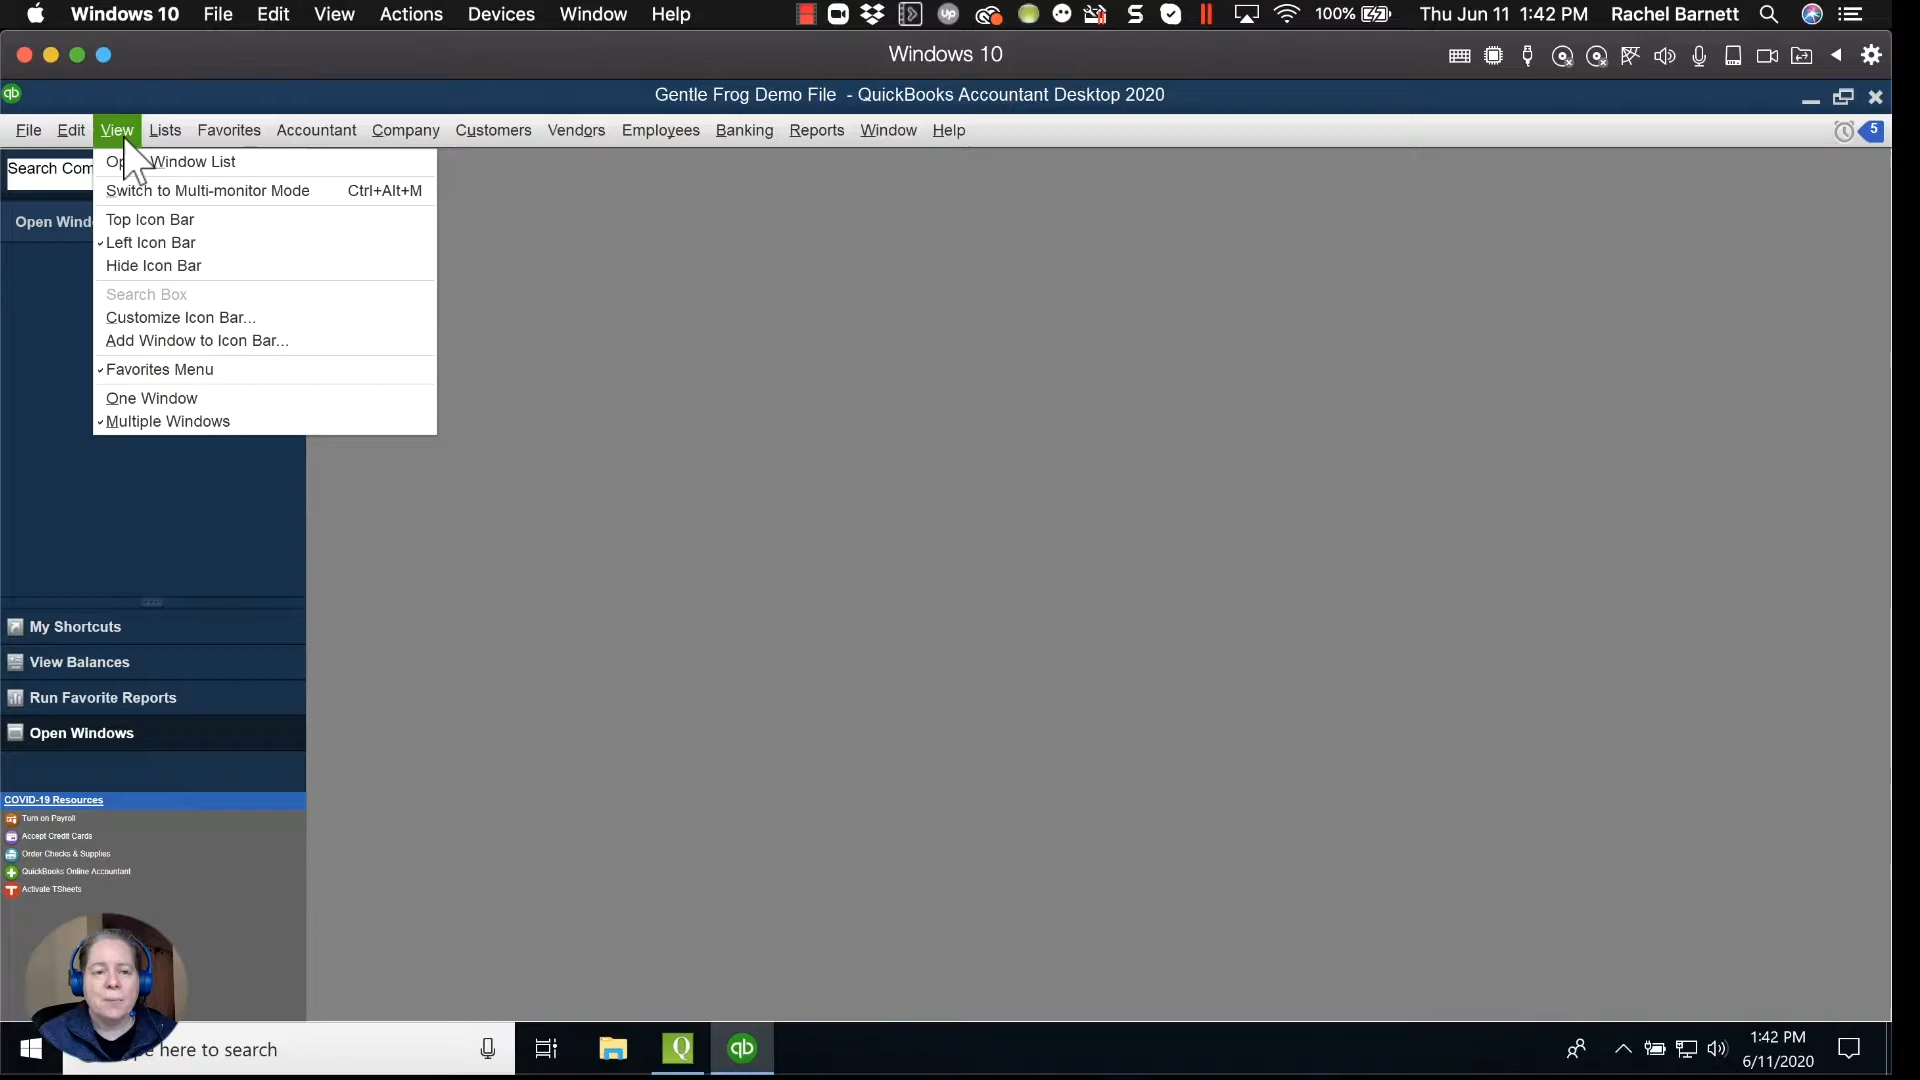 Windows 10 File Edit View Actions Devices Window Help
UP
S
100%
Thu Jun 11 1:42 PM
Rachel Barnett
Windows 10
qb
Gentle Frog Demo File - QuickBooks Accountant Desktop 2020
File Edit View Lists Favorites Accountant Company Customers Vendors Employees Banking Reports Window Help
5
Search Com
Window List
Switch to Multi-monitor Mode Ctrl+Alt+M
Top Icon Bar
Open Wind
Left Icon Bar
Hide Icon Bar
Search Box
Customize Icon Bar...
Add Window to Icon Bar...
Favorites Menu
One Window
Multiple Windows
My Shortcuts
View Balances
Run Favorite Reports
Open Windows
COVID-19 Resources
Turn on Payroll
Accept Credit Cards
Order Checks & Supplies
QuickBooks Online Accountant
Activate TSheets
here to search
Q
qb
1:42 PM
6/11/2020